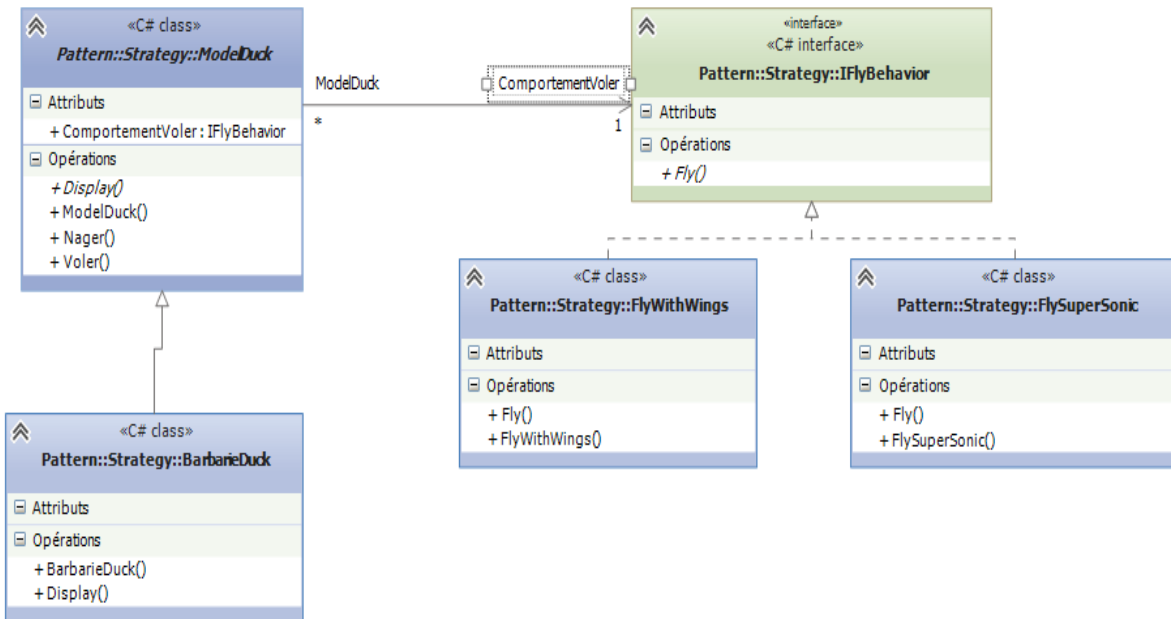 «C# class»
Pattern::Strategy::ModelDuck
Attributs
+ ComportementVoler : IFlyBehavior
Opérations
+ Display()
+ ModelDuck()
+ Nager()
+ Voler()
ModelDuck
*
ComportementVoler
1
«interface»
«C# interface»
Pattern::Strategy::IFlyBehavior
Attributs
Opérations
+ Fly()
«C# class»
Pattern::Strategy::FlyWithWings
Attributs
Opérations
+ Fly()
+ FlyWithWings()
«C# class»
Pattern::Strategy::FlySuperSonic
Attributs
Opérations
+ Fly()
+ FlySuperSonic()
«C# class»
Pattern::Strategy::BarbarieDuck
Attributs
Opérations
+ BarbarieDuck()
+ Display()